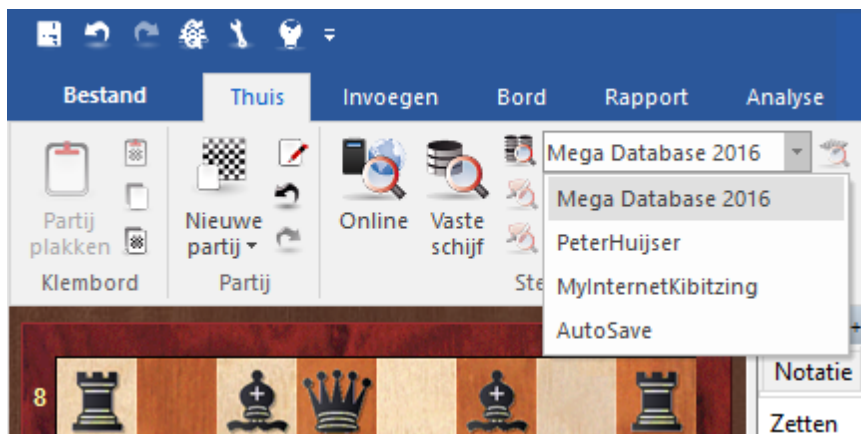 Bestand Thuis Invoegen Bord Rapport Analyse
Mega Database 2016
Partij plakken
Nieuwe partij
Online
Vaste schijf
Mega Database 2016
PeterHuijser
MyInternetKibitzing
AutoSave
Klembord Partij Ste
Notatie
8
Zetten